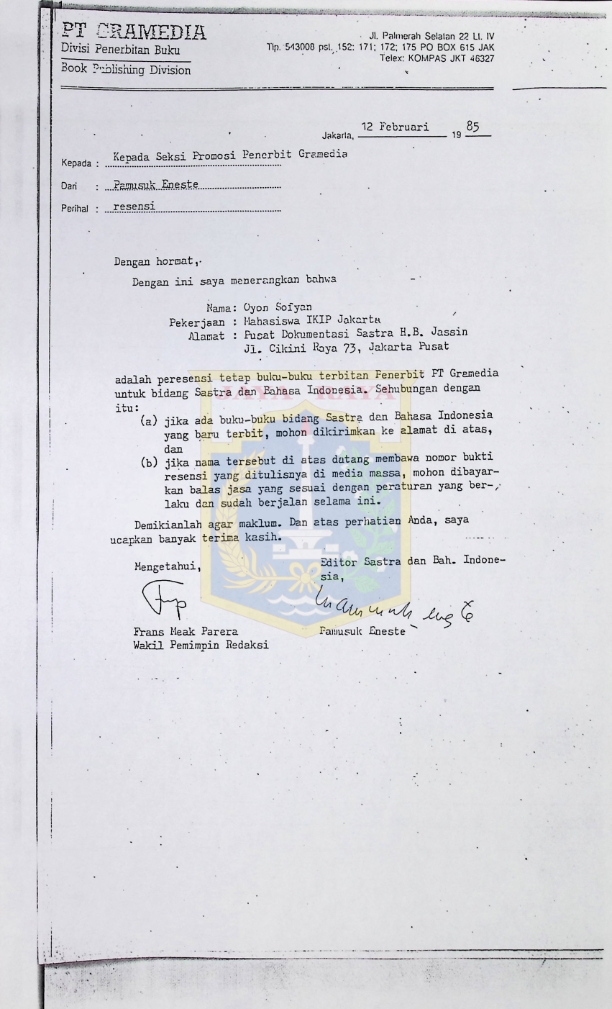 PT GRAMEDIA
Divisi Penerbitan Buku
Book Publishing Division
Jl. Palmerah Selatan 22 Lt. IV
Tlp. 543008 pst. 152; 171; 172; 175 PO BOX 615 JAK
Telex: KOMPAS JKT 46327
Jakarta, 12 Februari 19 85
Kepada : Kepada Seksi Promosi Penerbit Gramedia
Dari : Pamusuk Eneste
Perihal : resensi
Dengan hormat,
Dengan ini saya menerangkan bahwa
Nama: Oyon Sofyan
Pekerjaan : Mahasiswa IKIP Jakarta
Alamat : Pusat Dokumentasi Sastra H.B. Jassin
Jl. Cikini Raya 73, Jakarta Pusat
adalah peresensi tetap buku-buku terbitan Penerbit PT Gramedia
untuk bidang Sastra dan Bahasa Indonesia. Sehubungan dengan
itu:
(a) jika ada buku-buku bidang Sastra dan Bahasa Indonesia
yang baru terbit, mohon dikirimkan ke alamat di atas,
dan
(b) jika nama tersebut di atas datang membawa nomor bukti
resensi yang ditulisnya di media massa, mohon dibayar-
kan balas jasa yang sesuai dengan peraturan yang ber-
laku dan sudah berjalan selama ini.
Demikianlah agar maklum. Dan atas perhatian Anda, saya
ucapkan banyak terima kasih.
Mengetahui,
Editor Sastra dan Bah. Indone-
sia,
Frans Meak Parera
Wakil Pemimpin Redaksi
Pamusuk Eneste
JAYA RAYA